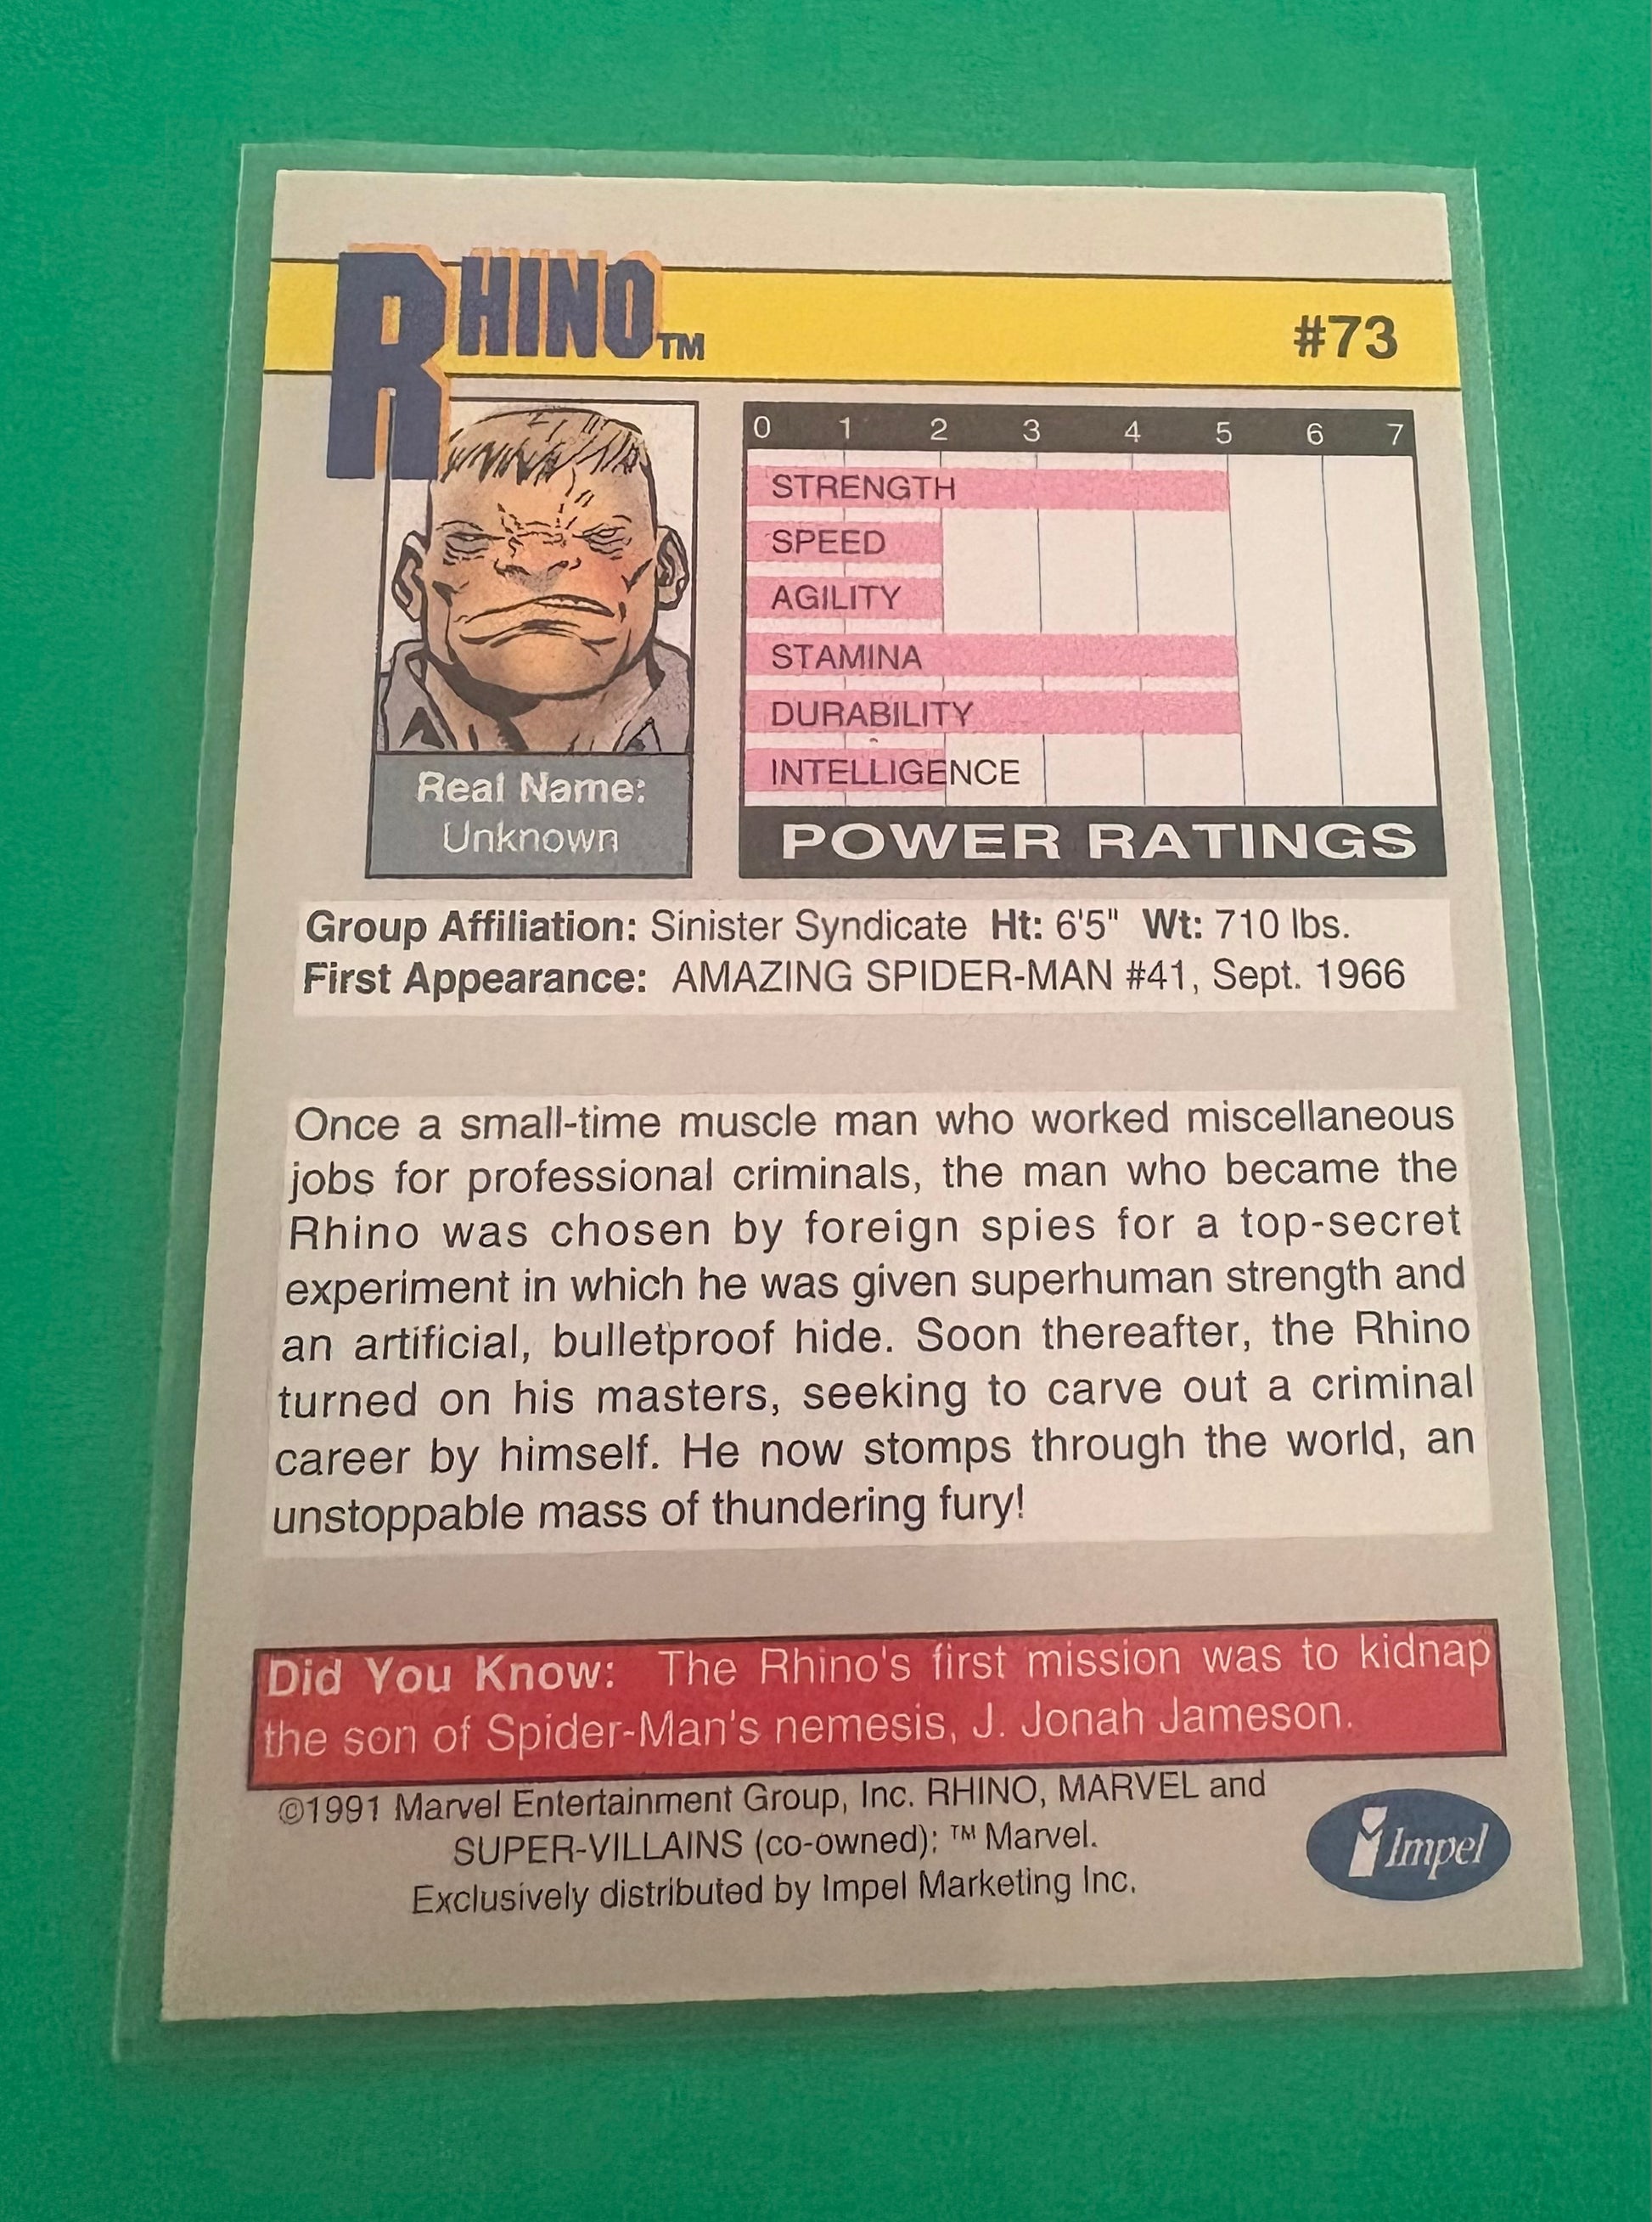 RHINO TM
#73
0 1 2 3 4 5 6 7
STRENGTH
SPEED
AGILITY
STAMINA
DURABILITY
INTELLIGENCE
POWER RATINGS
Real Name:
Unknown
Group Affiliation: Sinister Syndicate Ht: 6'5" Wt: 710 lbs.
First Appearance: AMAZING SPIDER-MAN #41, Sept. 1966
Once a small-time muscle man who worked miscellaneous
jobs for professional criminals, the man who became the
Rhino was chosen by foreign spies for a top-secret
experiment in which he was given superhuman strength and
an artificial, bulletproof hide. Soon thereafter, the Rhino
turned on his masters, seeking to carve out a criminal
career by himself. He now stomps through the world, an
unstoppable mass of thundering fury!
Did You Know: The Rhino's first mission was to kidnap
the son of Spider-Man's nemesis, J. Jonah Jameson.
©1991 Marvel Entertainment Group, Inc. RHINO, MARVEL and
SUPER-VILLAINS (co-owned): ™ Marvel.
Exclusively distributed by Impel Marketing Inc.
Impel